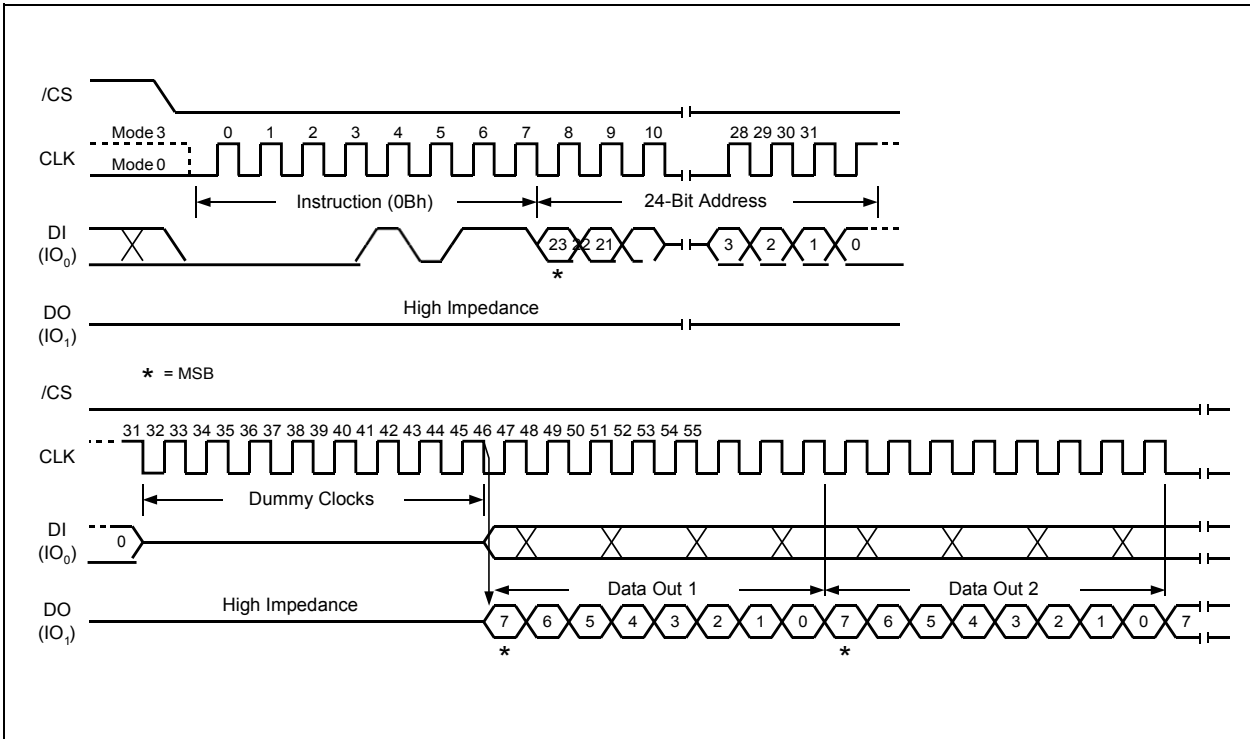 /CS
Mode 3 0 1 2 3 4 5 6 7 8 9 10 28 29 30 31
CLK
Mode 0
Instruction (0Bh) 24-Bit Address
DI
(IO0)
23 22 21 3 2 1 0
*
DO
(IO1)
High Impedance
* = MSB
/CS
31 32 33 34 35 36 37 38 39 40 41 42 43 44 45 46 47 48 49 50 51 52 53 54 55
CLK
Dummy Clocks
DI
(IO0)
0
Data Out 1 Data Out 2
DO
(IO1)
High Impedance
7 6 5 4 3 2 1 0 7 6 5 4 3 2 1 0 7
* *